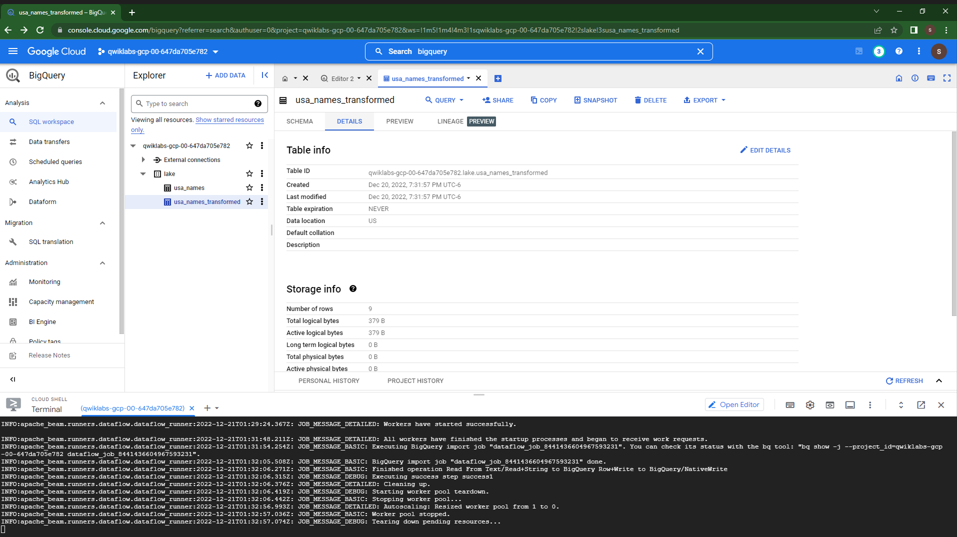 usa_names_transformed – BigQu
console.cloud.google.com/bigquery?referrer=search&authuser=0&project=qwiklabs-gcp-00-647da705e782&ws=!1m5!1m4!4m3!1sqwiklabs-gcp-00-647da705e782!2slake!3susa_names_transformed
S
Google Cloud
qwiklabs-gcp-00-647da705e782
Search bigquery
3
S
BigQuery
Analysis
SQL workspace
Data transfers
Scheduled queries
Analytics Hub
Dataform
Migration
SQL translation
Administration
Monitoring
Capacity management
BI Engine
Policy tags
Release Notes
Explorer
+ ADD DATA
Type to search
Viewing all resources. Show starred resources
only.
qwiklabs-gcp-00-647da705e782
External connections
lake
usa_names
usa_names_transformed
Editor 2
usa_names_transformed
usa_names_transformed
QUERY
SHARE
COPY
SNAPSHOT
DELETE
EXPORT
SCHEMA
DETAILS
PREVIEW
LINEAGE PREVIEW
Table info
EDIT DETAILS
Table ID qwiklabs-gcp-00-647da705e782.lake.usa_names_transformed
Created Dec 20, 2022, 7:31:57 PM UTC-6
Last modified Dec 20, 2022, 7:31:57 PM UTC-6
Table expiration NEVER
Data location US
Default collation
Description
Storage info
Number of rows 9
Total logical bytes 379 B
Active logical bytes 379 B
Long term logical bytes 0 B
Total physical bytes 0 B
Active physical bytes 0 B
PERSONAL HISTORY
PROJECT HISTORY
REFRESH
CLOUD SHELL
Terminal
(qwiklabs-gcp-00-647da705e782)
Open Editor
INFO:apache_beam.runners.dataflow.dataflow_runner:2022-12-21T01:29:24.367Z: JOB_MESSAGE_DETAILED: Workers have started successfully.
INFO:apache_beam.runners.dataflow.dataflow_runner:2022-12-21T01:31:48.211Z: JOB_MESSAGE_DETAILED: All workers have finished the startup processes and began to receive work requests.
INFO:apache_beam.runners.dataflow.dataflow_runner:2022-12-21T01:31:54.254Z: JOB_MESSAGE_BASIC: Executing BigQuery import job "dataflow_job_8441436604967593231". You can check its status with the bq tool: "bq show -j --project_id=qwiklabs-gcp
-00-647da705e782 dataflow_job_8441436604967593231".
INFO:apache_beam.runners.dataflow.dataflow_runner:2022-12-21T01:32:05.508Z: JOB_MESSAGE_BASIC: BigQuery import job "dataflow_job_8441436604967593231" done.
INFO:apache_beam.runners.dataflow.dataflow_runner:2022-12-21T01:32:06.271Z: JOB_MESSAGE_BASIC: Finished operation Read From Text/Read+String to BigQuery Row+Write to BigQuery/NativeWrite
INFO:apache_beam.runners.dataflow.dataflow_runner:2022-12-21T01:32:06.315Z: JOB_MESSAGE_DEBUG: Executing success step success1
INFO:apache_beam.runners.dataflow.dataflow_runner:2022-12-21T01:32:06.376Z: JOB_MESSAGE_DETAILED: Cleaning up.
INFO:apache_beam.runners.dataflow.dataflow_runner:2022-12-21T01:32:06.419Z: JOB_MESSAGE_DEBUG: Starting worker pool teardown.
INFO:apache_beam.runners.dataflow.dataflow_runner:2022-12-21T01:32:06.442Z: JOB_MESSAGE_BASIC: Stopping worker pool...
INFO:apache_beam.runners.dataflow.dataflow_runner:2022-12-21T01:32:56.993Z: JOB_MESSAGE_DETAILED: Autoscaling: Resized worker pool from 1 to 0.
INFO:apache_beam.runners.dataflow.dataflow_runner:2022-12-21T01:32:57.036Z: JOB_MESSAGE_BASIC: Worker pool stopped.
INFO:apache_beam.runners.dataflow.dataflow_runner:2022-12-21T01:32:57.074Z: JOB_MESSAGE_DEBUG: Tearing down pending resources...